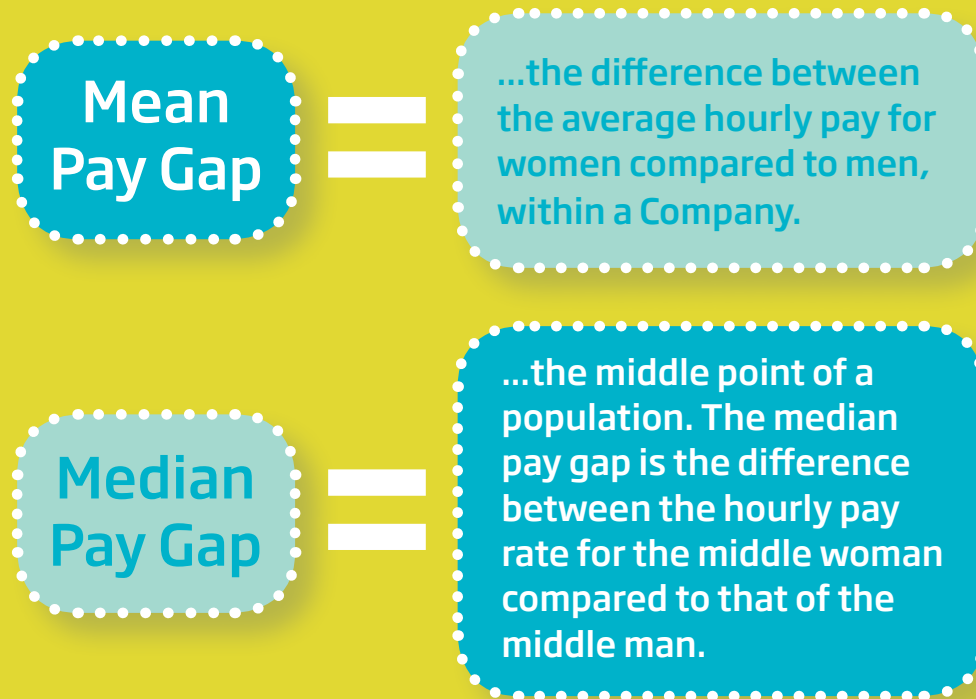 Mean
Pay Gap
...the difference between
the average hourly pay for
women compared to men,
within a Company.
Median
Pay Gap
...the middle point of a
population. The median
pay gap is the difference
between the hourly pay
rate for the middle woman
compared to that of the
middle man.